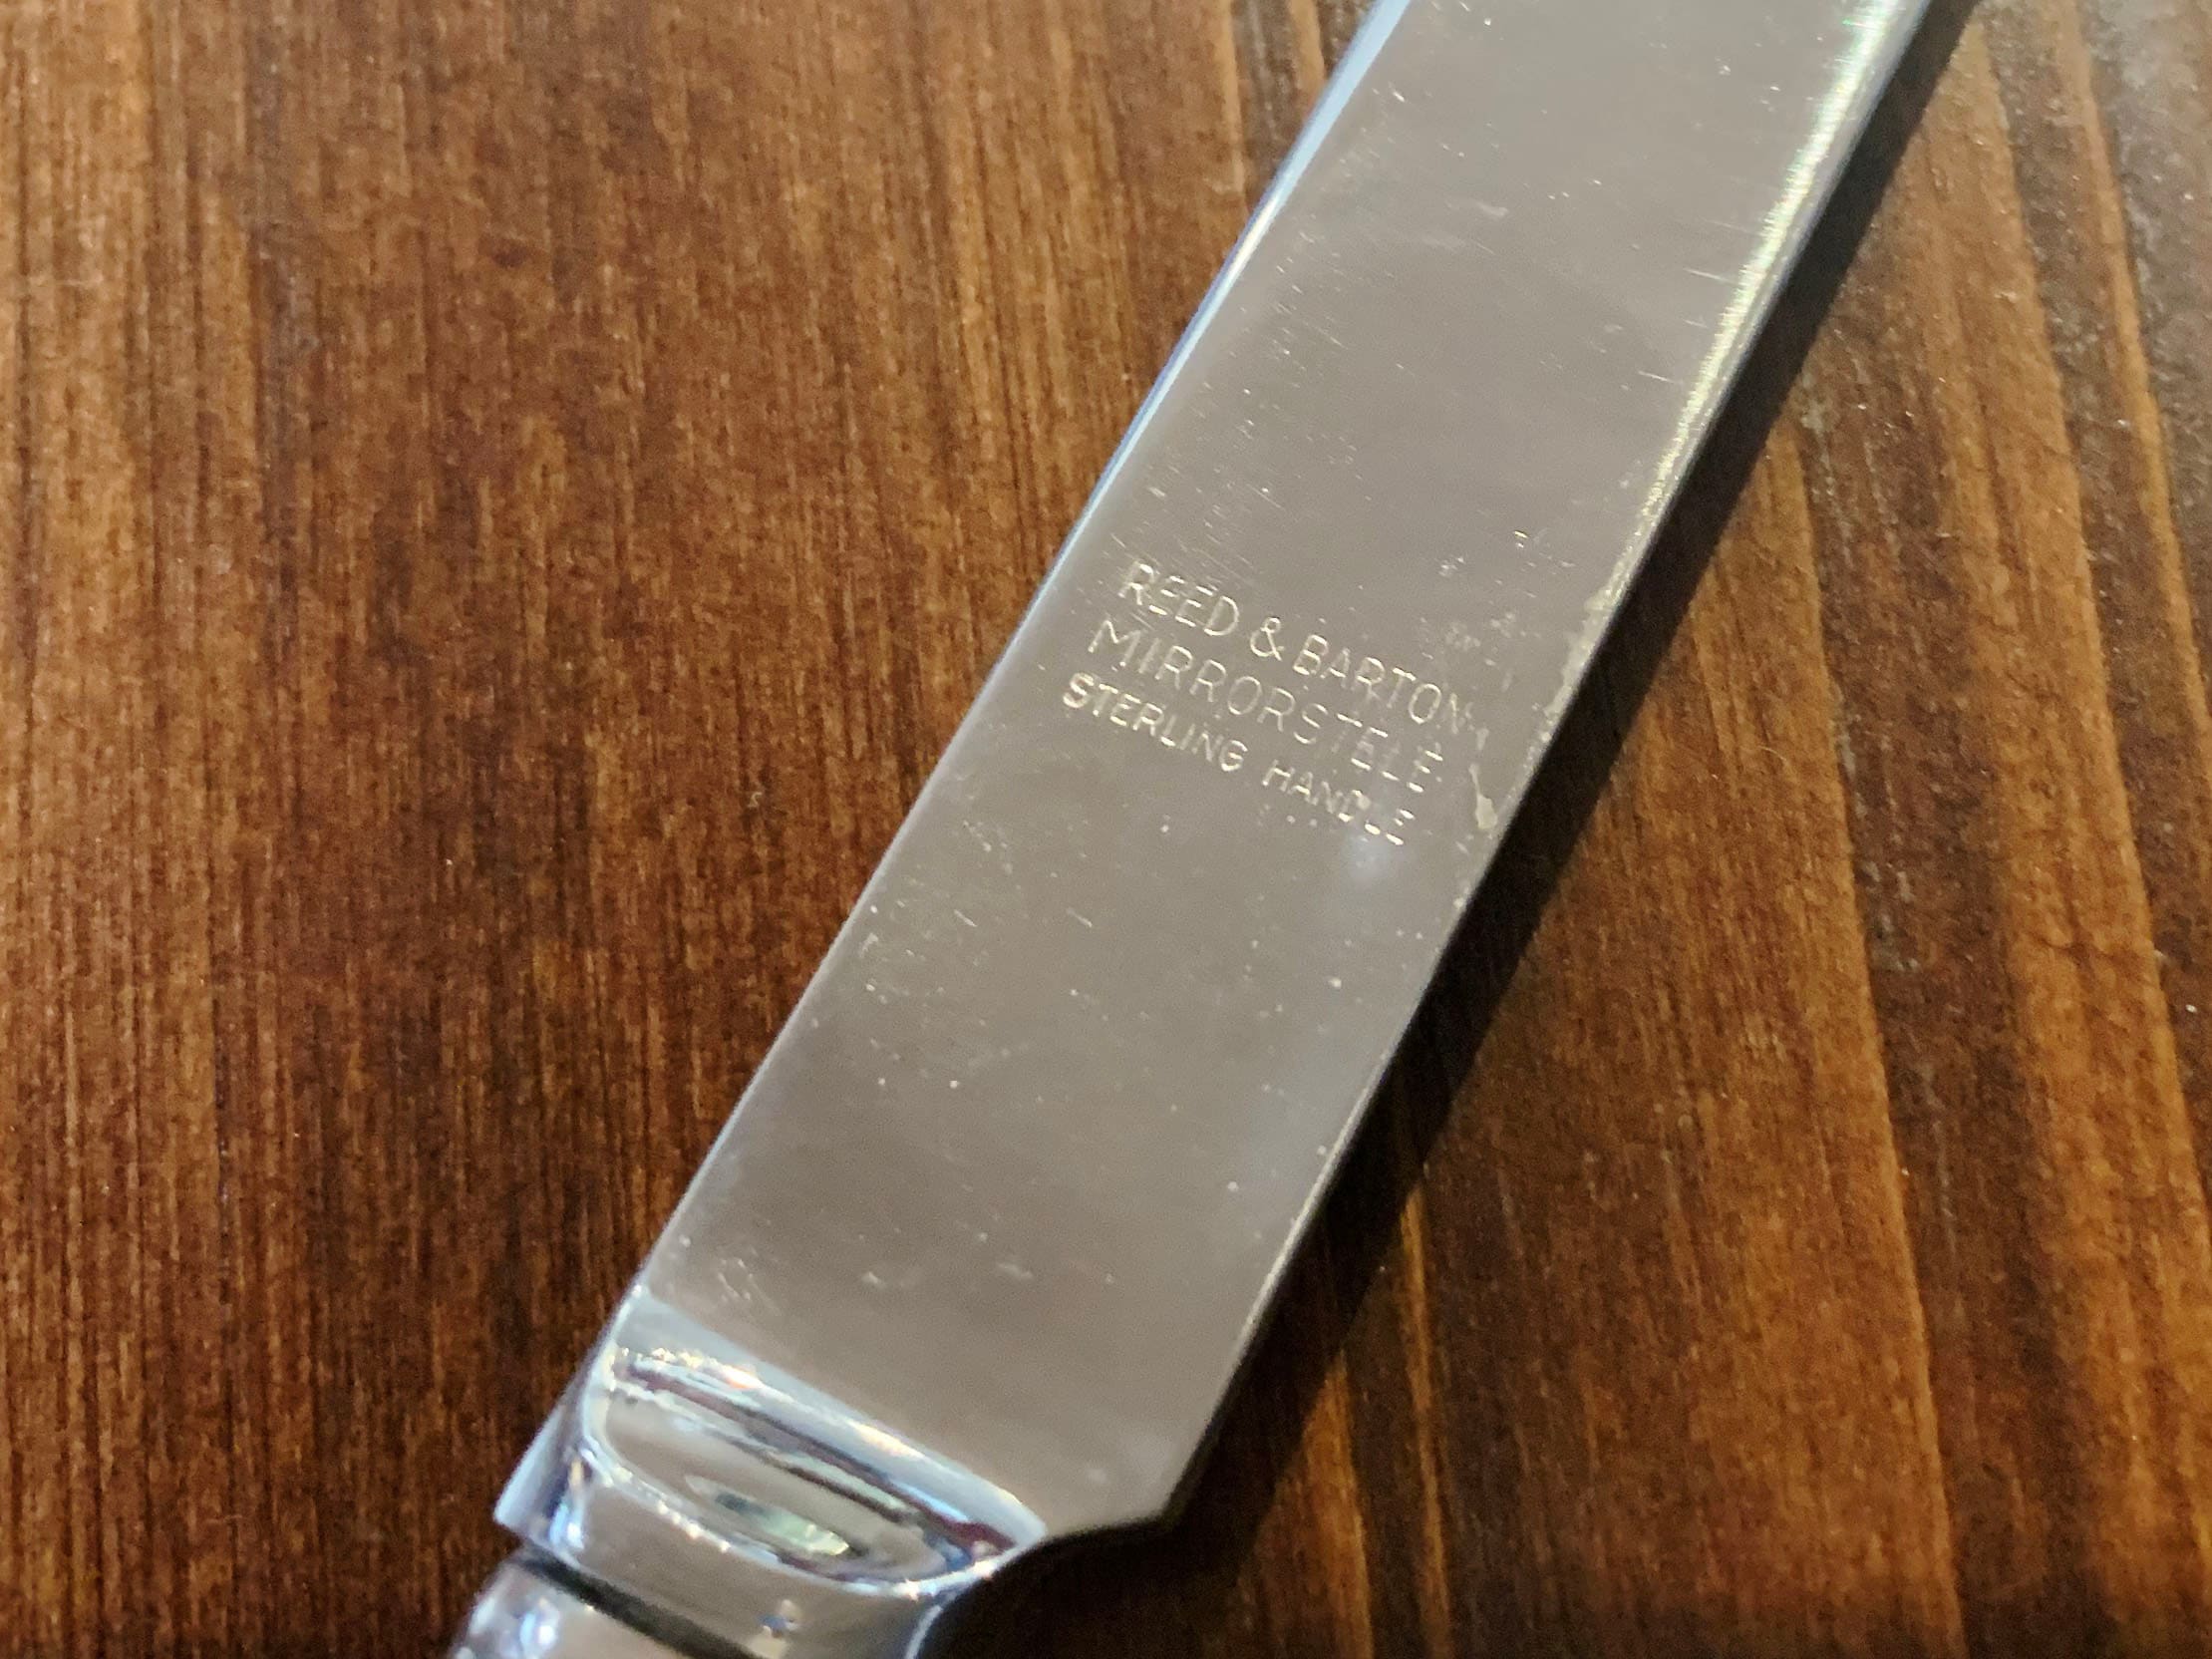 REED & BARTON
MIRRORSTELE
STERLING HANDLE